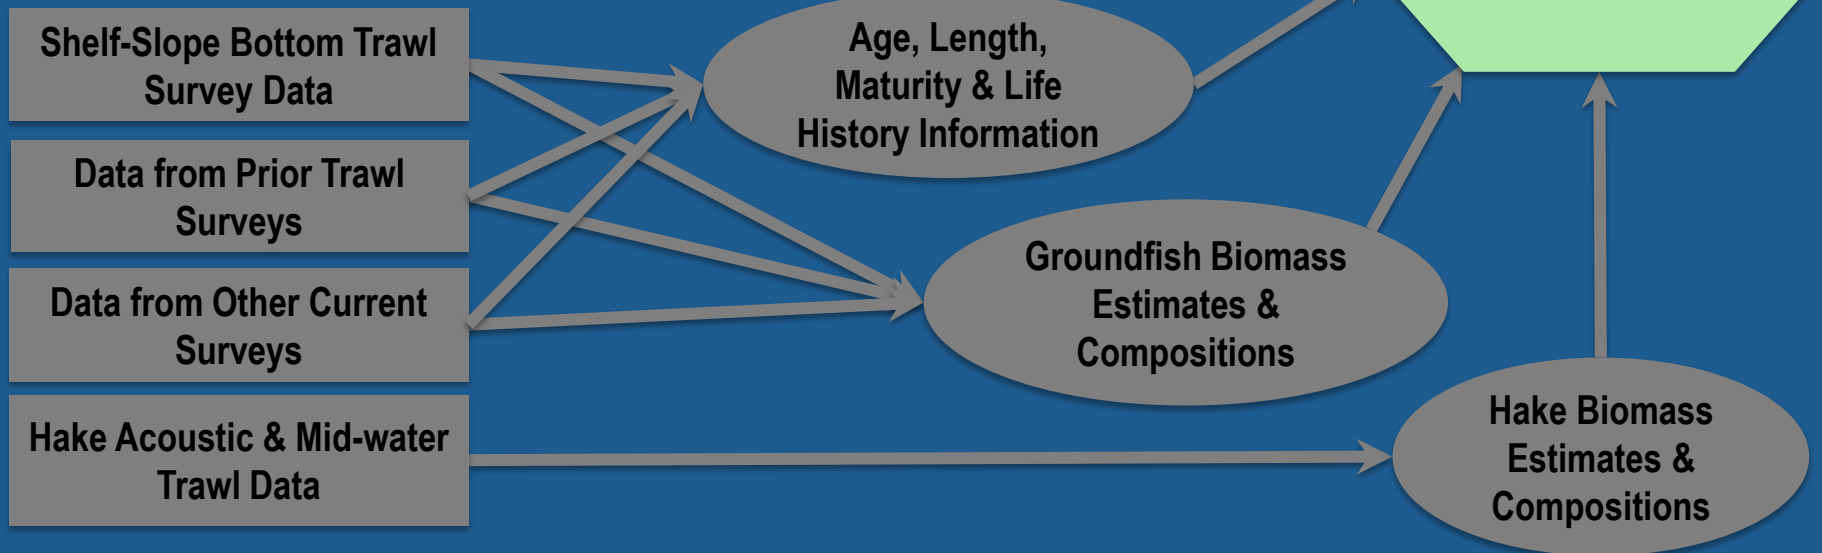 Shelf-Slope Bottom Trawl
Survey Data
Age, Length,
Maturity & Life
History Information
Data from Prior Trawl
Surveys
Groundfish Biomass
Estimates &
Compositions
Data from Other Current
Surveys
Hake Acoustic & Mid-water
Trawl Data
Hake Biomass
Estimates &
Compositions